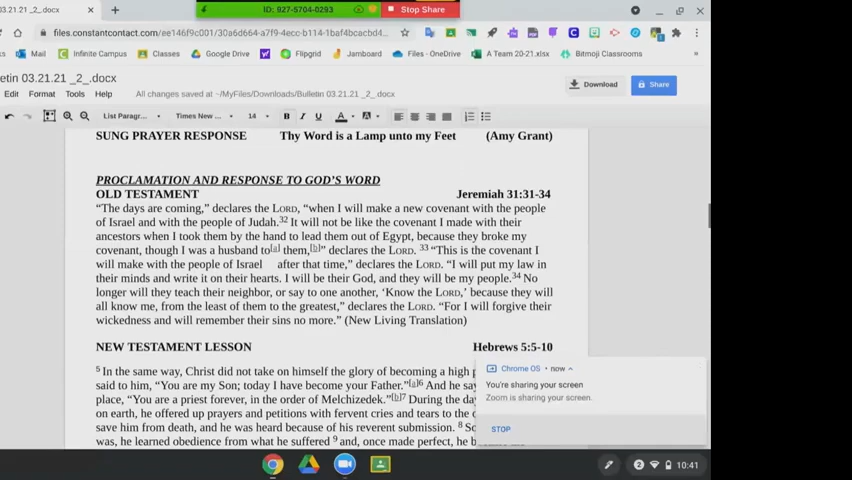 _2_.docx
ID: 927-5704-0293
Stop Share
files.constantcontact.com/ee146f9c001/30a6d664-a7f9-4ecc-b114-1baf4bcacbd4...
Mail Infinite Campus Classes Google Drive Flipgrid Jamboard Files - OneDrive A Team 20-21.xlsx Bitmoji Classrooms
etin 03.21.21 _2_.docx
Download
Share
Edit Format Tools Help All changes saved at ~/MyFiles/Downloads/Bulletin 03.21.21 _2_.docx
List Paragr... Times New ... 14 B I U A A
SUNG PRAYER RESPONSE Thy Word is a Lamp unto my Feet (Amy Grant)
PROCLAMATION AND RESPONSE TO GOD'S WORD
OLD TESTAMENT Jeremiah 31:31-34
“The days are coming,” declares the LORD, “when I will make a new covenant with the people
of Israel and with the people of Judah.32 It will not be like the covenant I made with their
ancestors when I took them by the hand to lead them out of Egypt, because they broke my
covenant, though I was a husband to[a] them,[b]” declares the LORD. 33 “This is the covenant I
will make with the people of Israel after that time,” declares the LORD. “I will put my law in
their minds and write it on their hearts. I will be their God, and they will be my people.34 No
longer will they teach their neighbor, or say to one another, ‘Know the LORD,’ because they will
all know me, from the least of them to the greatest,” declares the LORD. “For I will forgive their
wickedness and will remember their sins no more.” (New Living Translation)
NEW TESTAMENT LESSON Hebrews 5:5-10
5 In the same way, Christ did not take on himself the glory of becoming a high p
said to him, “You are my Son; today I have become your Father.”[a]6 And he say
place, “You are a priest forever, in the order of Melchizedek.”[b]7 During the da
on earth, he offered up prayers and petitions with fervent cries and tears to the o
save him from death, and he was heard because of his reverent submission. 8 So
was, he learned obedience from what he suffered 9 and, once made perfect, he b
Chrome OS • now
You're sharing your screen
Zoom is sharing your screen.
STOP
2
10:41